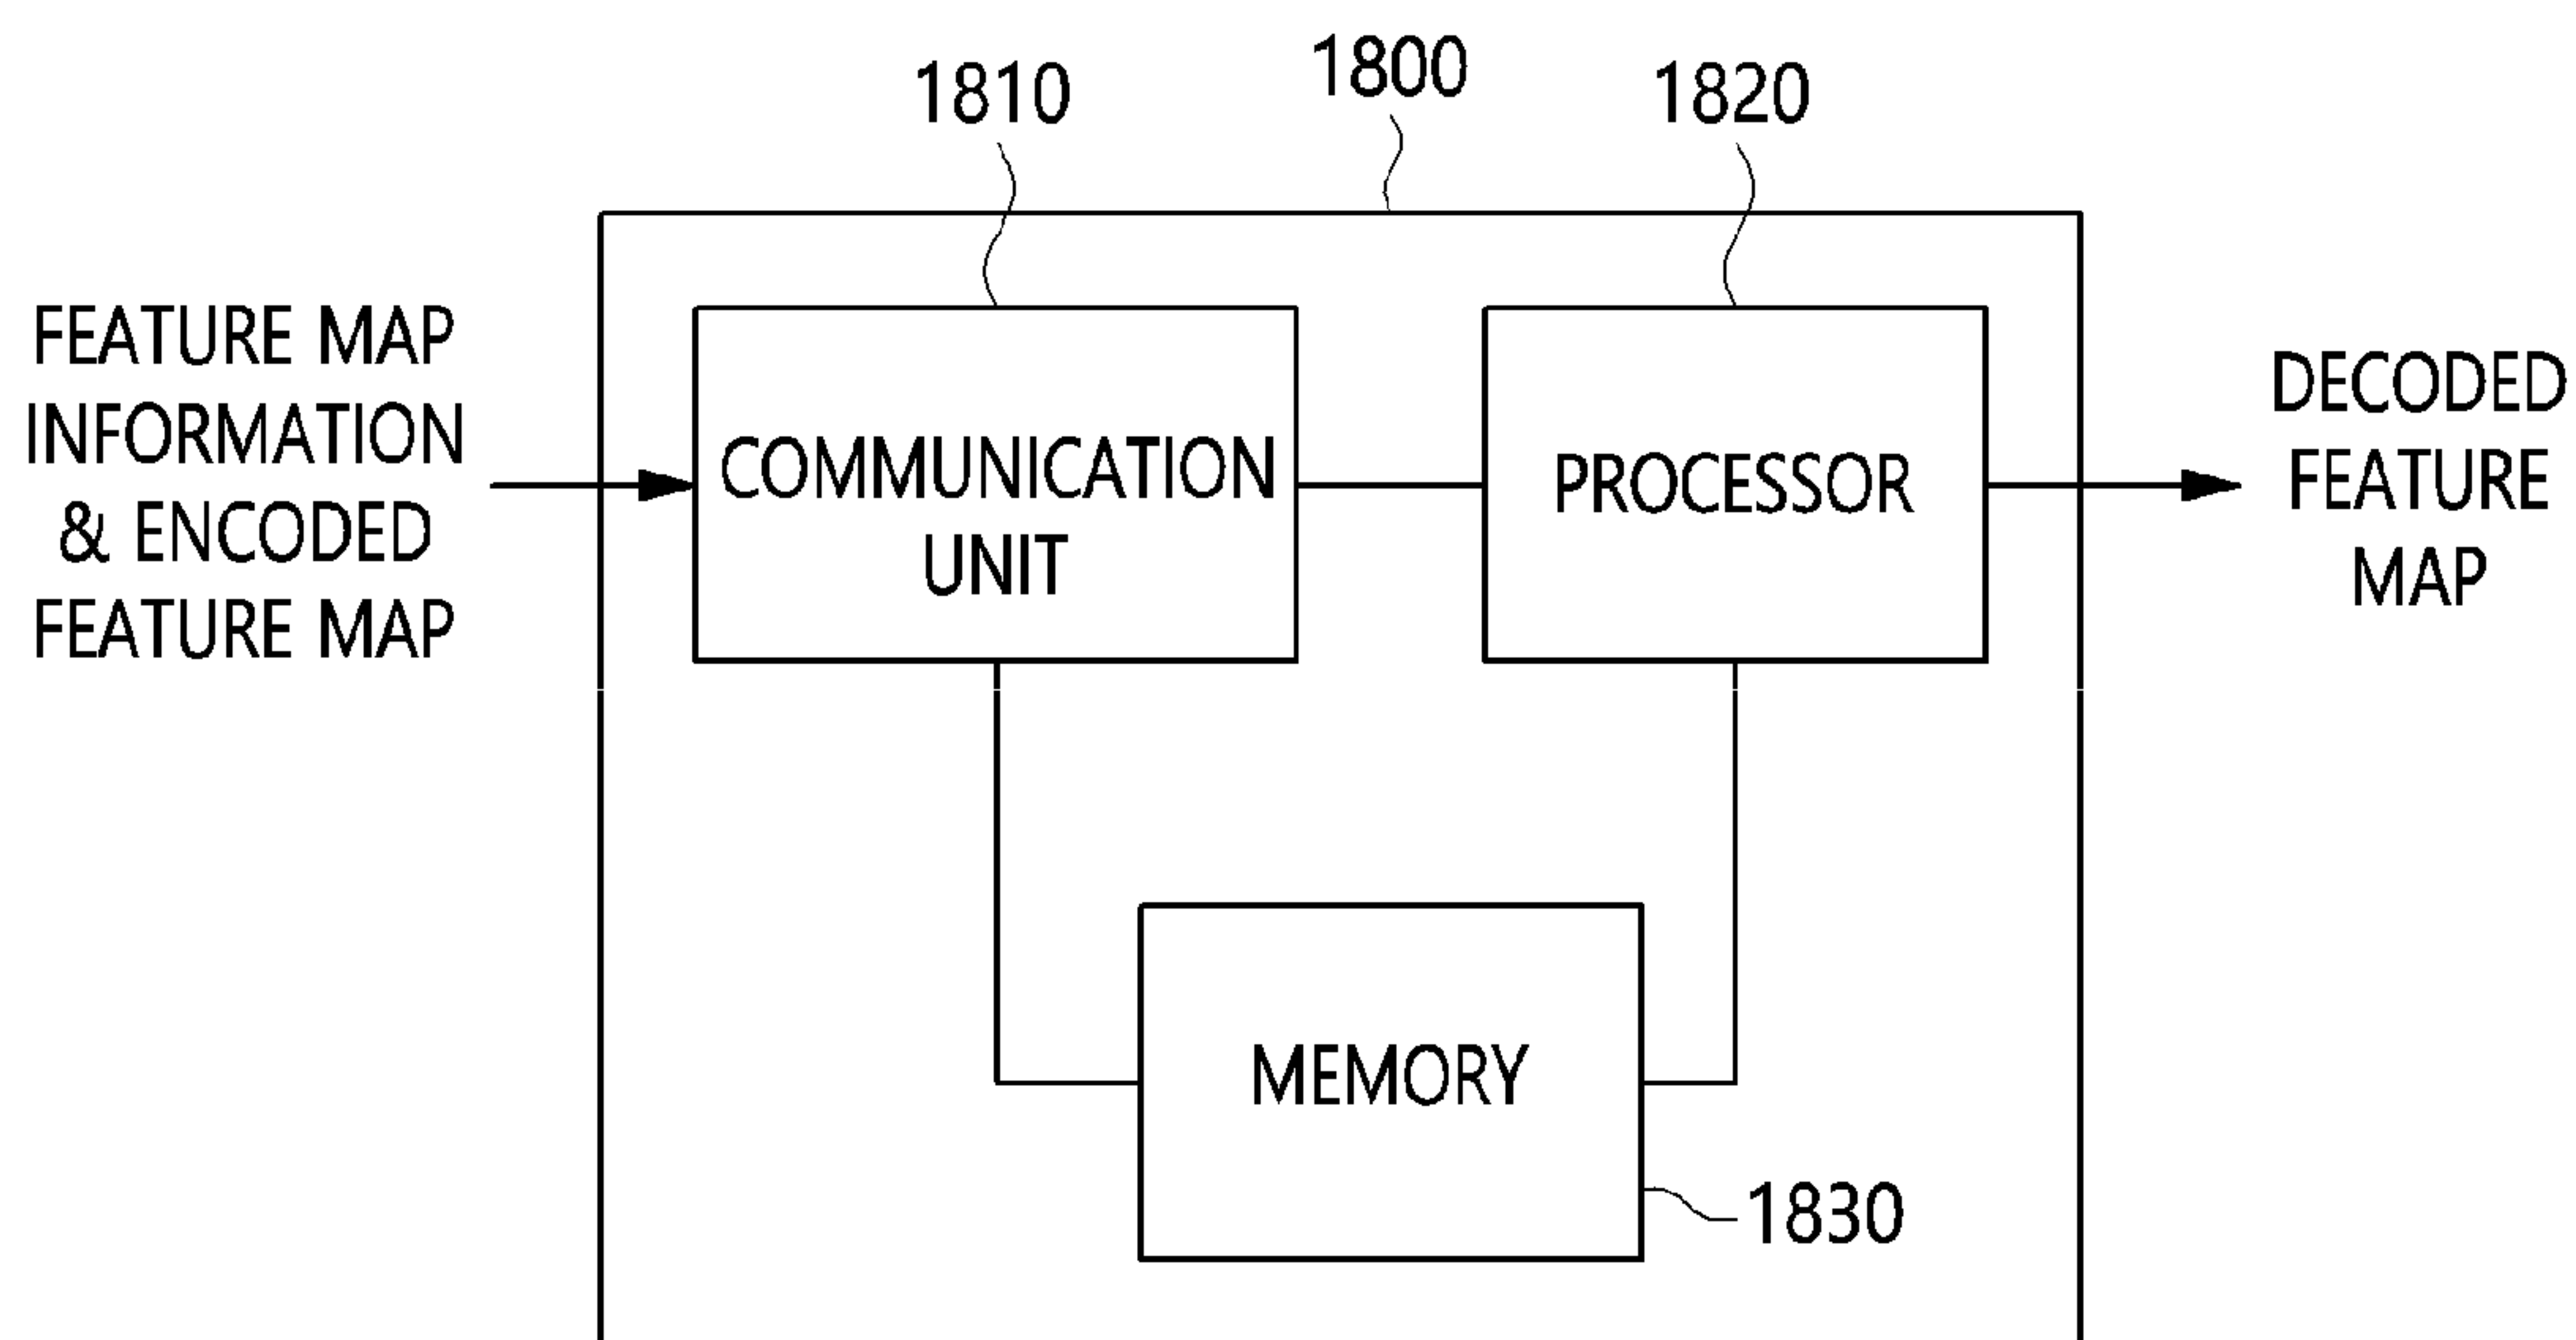 1800
1810
1820
FEATURE MAP
INFORMATION
& ENCODED
FEATURE MAP
COMMUNICATION
UNIT
PROCESSOR
DECODED
FEATURE
MAP
MEMORY
1830